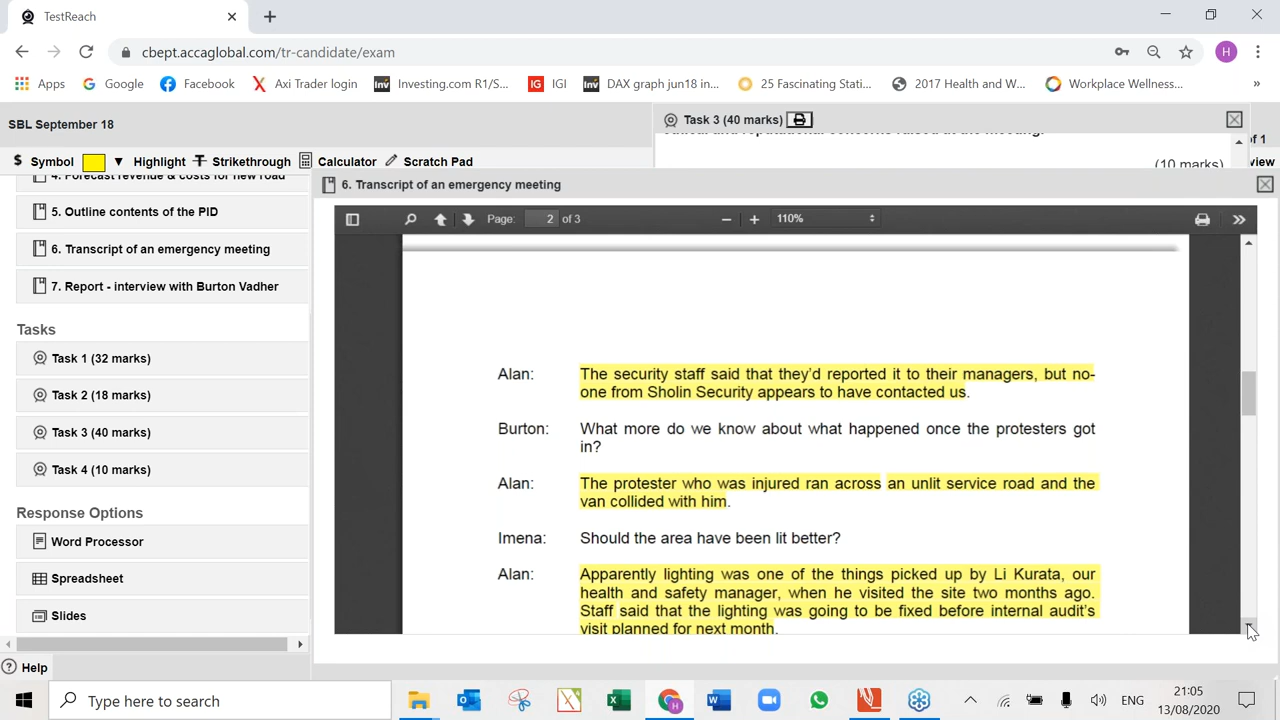 TestReach
cbept.accaglobal.com/tr-candidate/exam
H
Apps Google Facebook Axi Trader login Investing.com R1/S... IGI DAX graph jun18 in... 25 Fascinating Stati... 2017 Health and W... Workplace Wellness... »
SBL September 18
Task 3 (40 marks)
of 1
$ Symbol Highlight Strikethrough Calculator Scratch Pad
(10 marks)
view
4. Forecast revenue & costs for new road
6. Transcript of an emergency meeting
5. Outline contents of the PID
Page: 2 of 3 110%
6. Transcript of an emergency meeting
7. Report - interview with Burton Vadher
Tasks
Task 1 (32 marks)
Task 2 (18 marks)
Task 3 (40 marks)
Task 4 (10 marks)
Response Options
Word Processor
Spreadsheet
Slides
Help
Alan: The security staff said that they'd reported it to their managers, but no-
one from Sholin Security appears to have contacted us.
Burton: What more do we know about what happened once the protesters got
in?
Alan: The protester who was injured ran across an unlit service road and the
van collided with him.
Imena: Should the area have been lit better?
Alan: Apparently lighting was one of the things picked up by Li Kurata, our
health and safety manager, when he visited the site two months ago.
Staff said that the lighting was going to be fixed before internal audit's
visit planned for next month.
Type here to search
ENG
21:05
13/08/2020